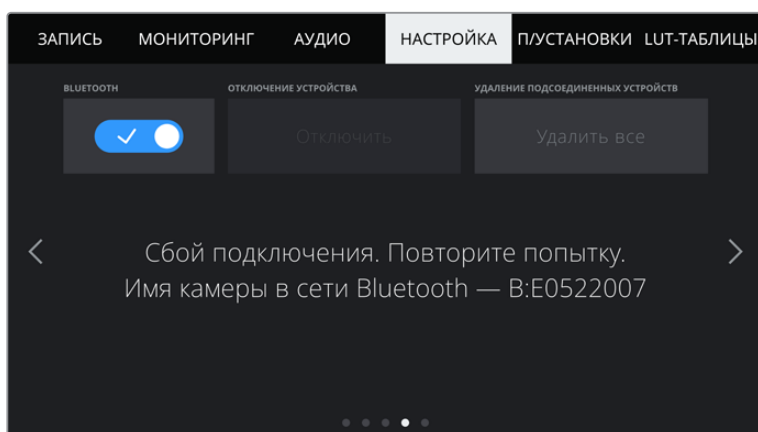 ЗАПИСЬ МОНИТОРИНГ АУДИО НАСТРОЙКА П/УСТАНОВКИ LUT-ТАБЛИЦЫ
BLUETOOTH ОТКЛЮЧЕНИЕ УСТРОЙСТВА УДАЛЕНИЕ ПОДСОЕДИНЕННЫХ УСТРОЙСТВ
Отключить Удалить все
Сбой подключения. Повторите попытку.
Имя камеры в сети Bluetooth — B:E0522007